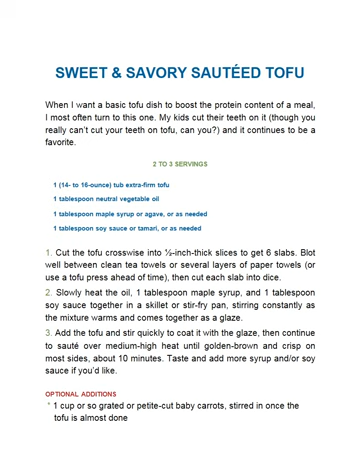 SWEET & SAVORY SAUTÉED TOFU
When I want a basic tofu dish to boost the protein content of a meal,
I most often turn to this one. My kids cut their teeth on it (though you
really can't cut your teeth on tofu, can you?) and it continues to be a
favorite.
2 TO 3 SERVINGS
1 (14- to 16-ounce) tub extra-firm tofu
1 tablespoon neutral vegetable oil
1 tablespoon maple syrup or agave, or as needed
1 tablespoon soy sauce or tamari, or as needed
1. Cut the tofu crosswise into ½-inch-thick slices to get 6 slabs. Blot
well between clean tea towels or several layers of paper towels (or
use a tofu press ahead of time), then cut each slab into dice.
2. Slowly heat the oil, 1 tablespoon maple syrup, and 1 tablespoon
soy sauce together in a skillet or stir-fry pan, stirring constantly as
the mixture warms and comes together as a glaze.
3. Add the tofu and stir quickly to coat it with the glaze, then continue
to sauté over medium-high heat until golden-brown and crisp on
most sides, about 10 minutes. Taste and add more syrup and/or soy
sauce if you'd like.
OPTIONAL ADDITIONS
* 1 cup or so grated or petite-cut baby carrots, stirred in once the
tofu is almost done